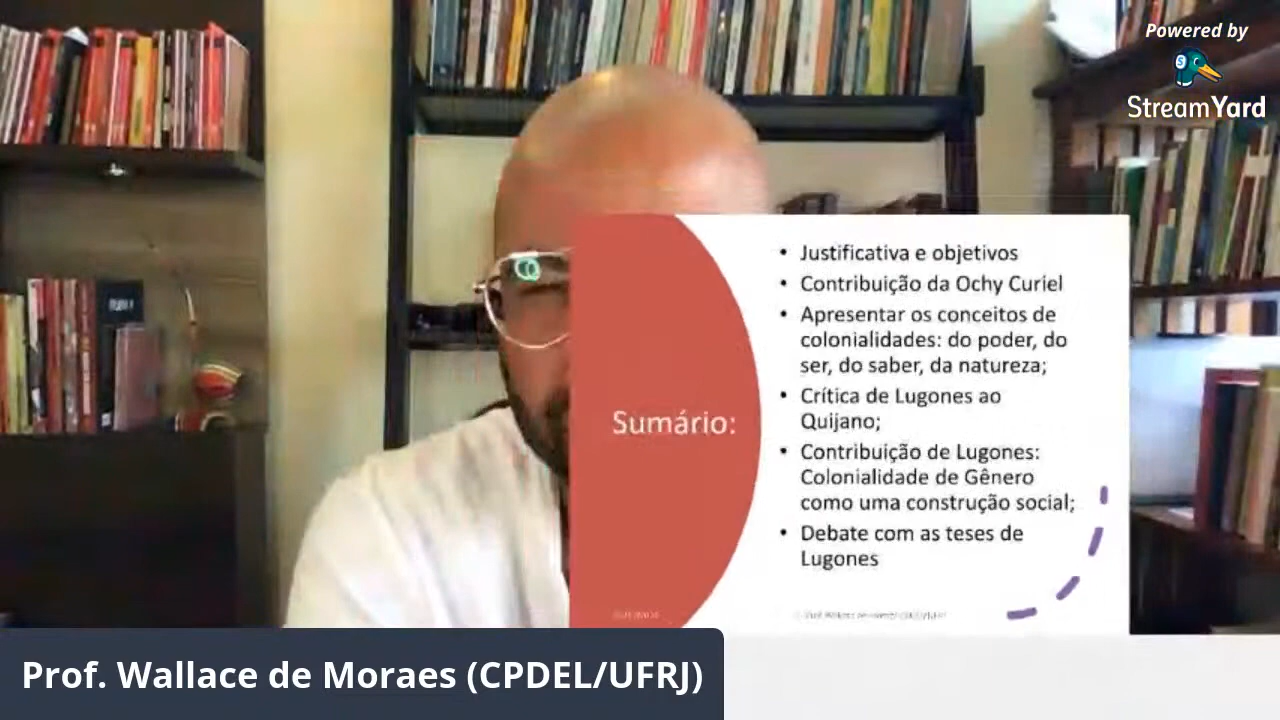 Powered by
StreamYard
Sumário:
• Justificativa e objetivos
• Contribuição da Ochy Curiel
• Apresentar os conceitos de
colonialidades: do poder, do
ser, do saber, da natureza;
• Crítica de Lugones ao
Quijano;
• Contribuição de Lugones:
Colonialidade de Gênero
como uma construção social;
• Debate com as teses de
Lugones
Prof. Wallace de Moraes (CPDEL/UFRJ)